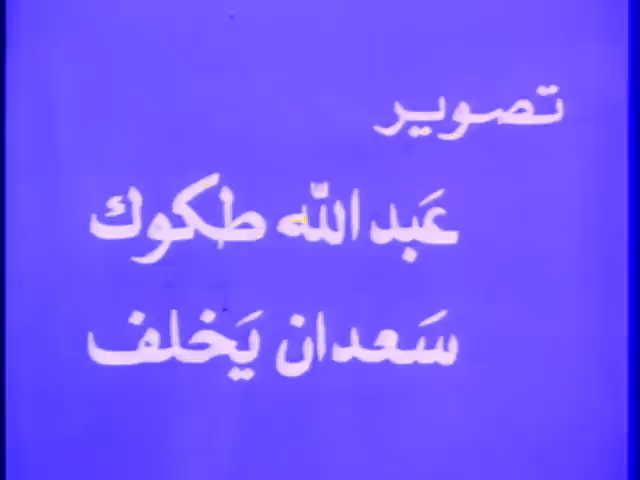 تصوير
عَبد الله طكوك
سَعدان يَخلف